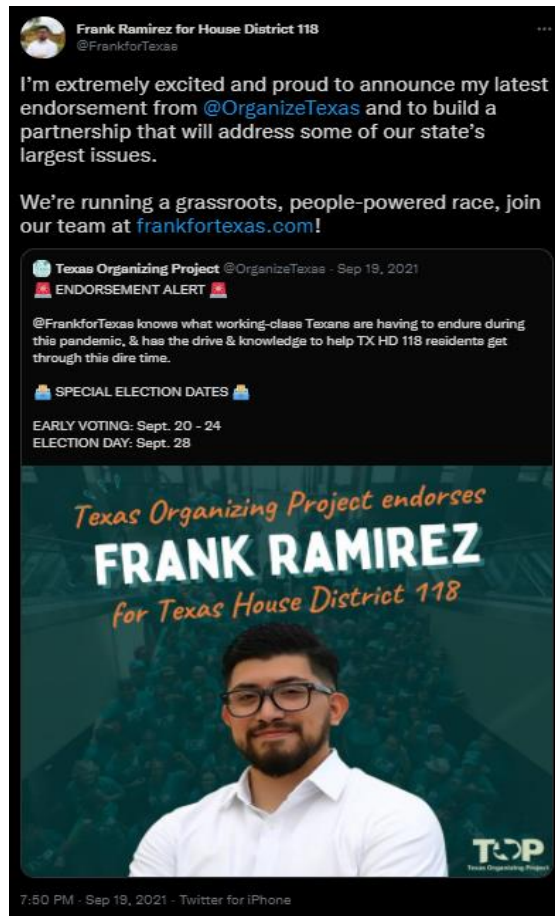 Frank Ramirez for House District 118
@FrankforTexas
I'm extremely excited and proud to announce my latest
endorsement from @OrganizeTexas and to build a
partnership that will address some of our state's
largest issues.
We're running a grassroots, people-powered race, join
our team at frankfortexas.com!
Texas Organizing Project @OrganizeTexas · Sep 19, 2021
🚨 ENDORSEMENT ALERT 🚨
@FrankforTexas knows what working-class Texans are having to endure during
this pandemic, & has the drive & knowledge to help TX HD 118 residents get
through this dire time.
🗳️ SPECIAL ELECTION DATES 🗳️
EARLY VOTING: Sept. 20 - 24
ELECTION DAY: Sept. 28
Texas Organizing Project endorses
FRANK RAMIREZ
for Texas House District 118
TOP
Texas Organizing Project
7:50 PM · Sep 19, 2021 · Twitter for iPhone